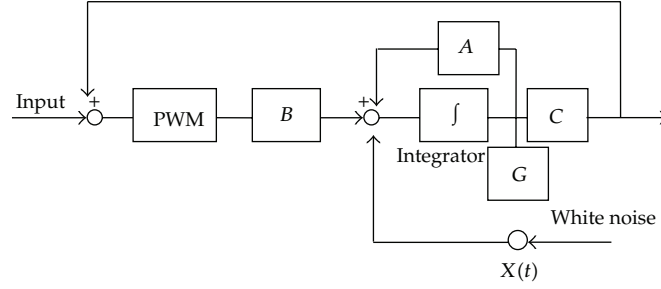 A
Input
+
+
PWM
B
∫
C
Integrator
G
White noise
X(t)